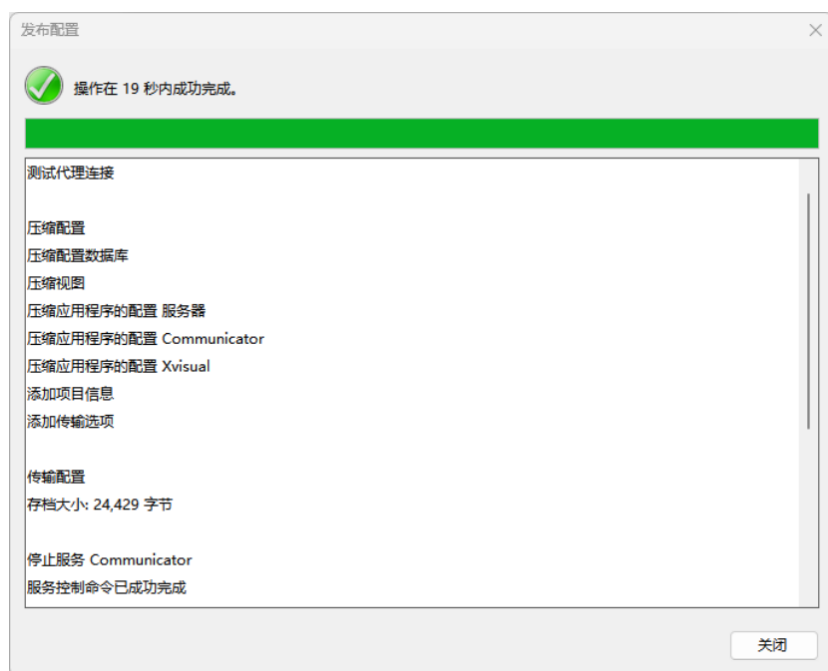 发布配置
操作在 19 秒内成功完成。
测试代理连接
压缩配置
压缩配置数据库
压缩视图
压缩应用程序的配置 服务器
压缩应用程序的配置 Communicator
压缩应用程序的配置 Xvisual
添加项目信息
添加传输选项
传输配置
存档大小: 24,429 字节
停止服务 Communicator
服务控制命令已成功完成
关闭